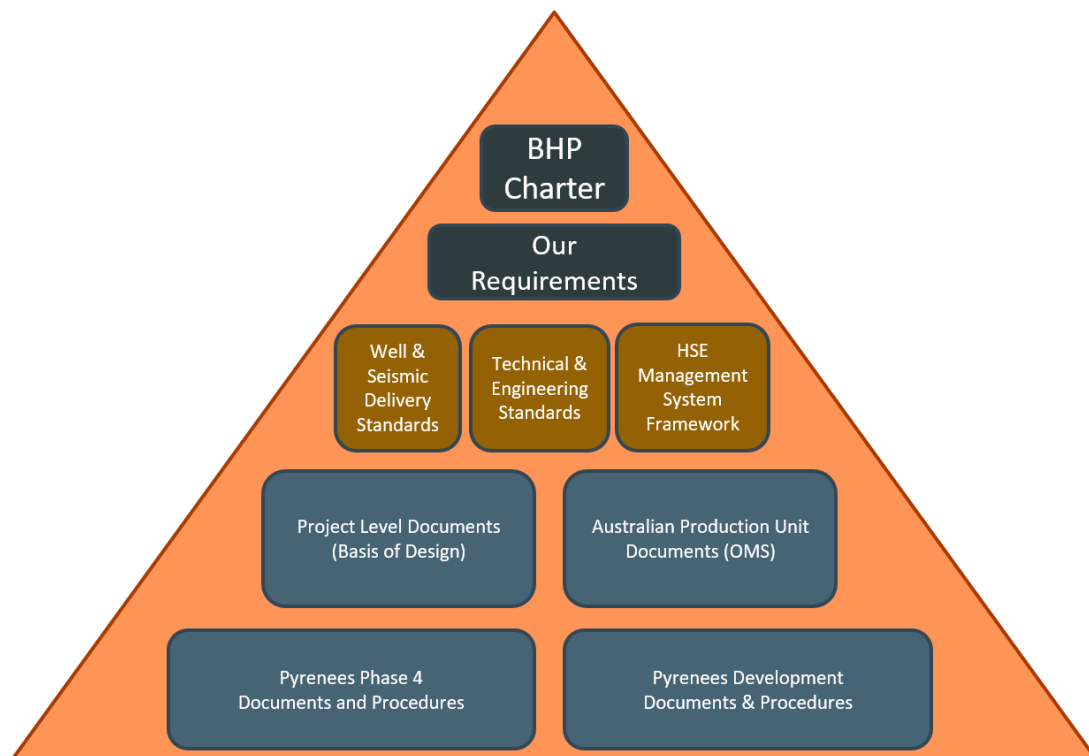 BHP
Charter
Our
Requirements
Well &
Seismic
Delivery
Standards
Technical &
Engineering
Standards
HSE
Management
System
Framework
Project Level Documents
(Basis of Design)
Australian Production Unit
Documents (OMS)
Pyrenees Phase 4
Documents and Procedures
Pyrenees Development
Documents & Procedures